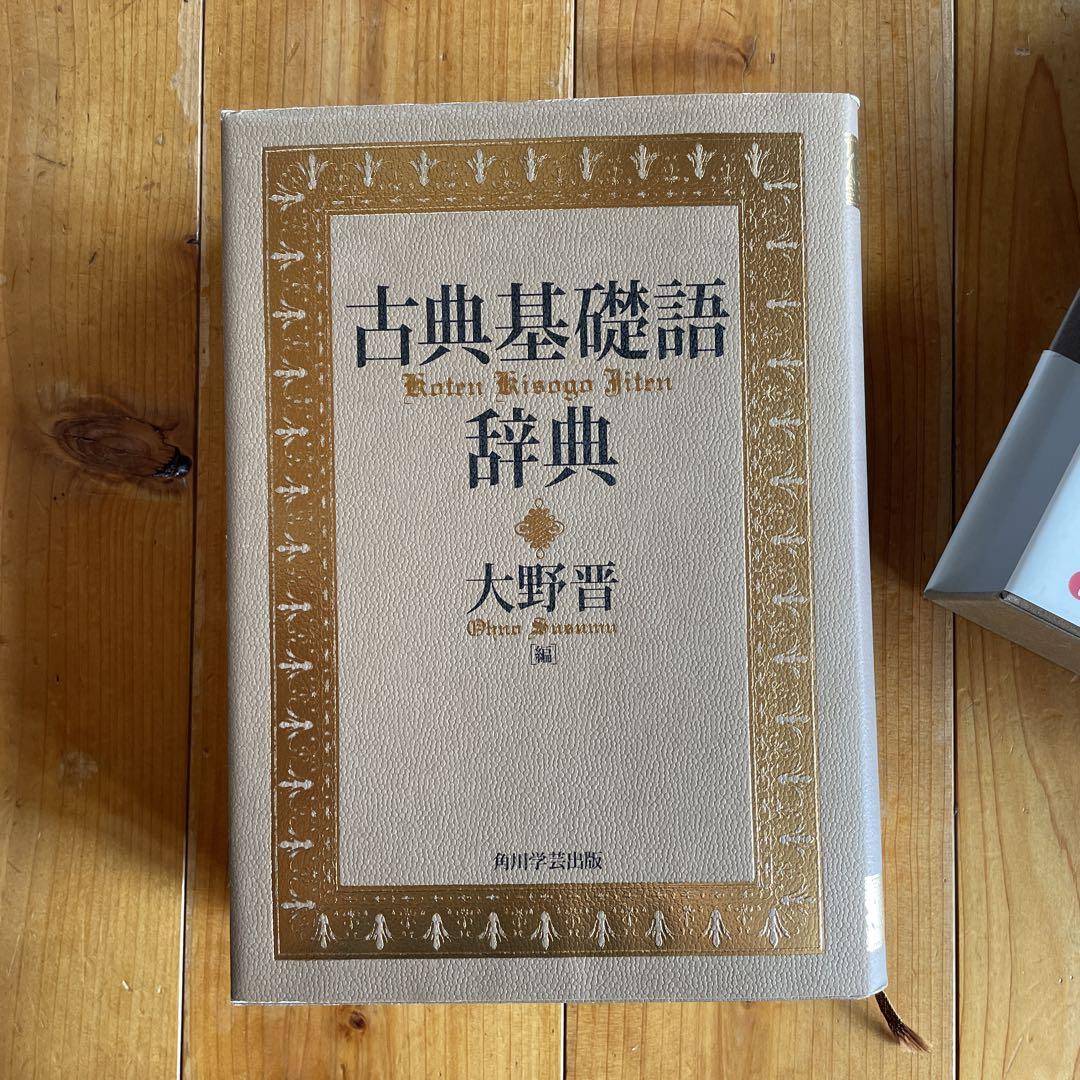 古典基礎語
Koten Kisogo Jiten
辞典
大野晋
Ohno Susumu
[編]
角川学芸出版